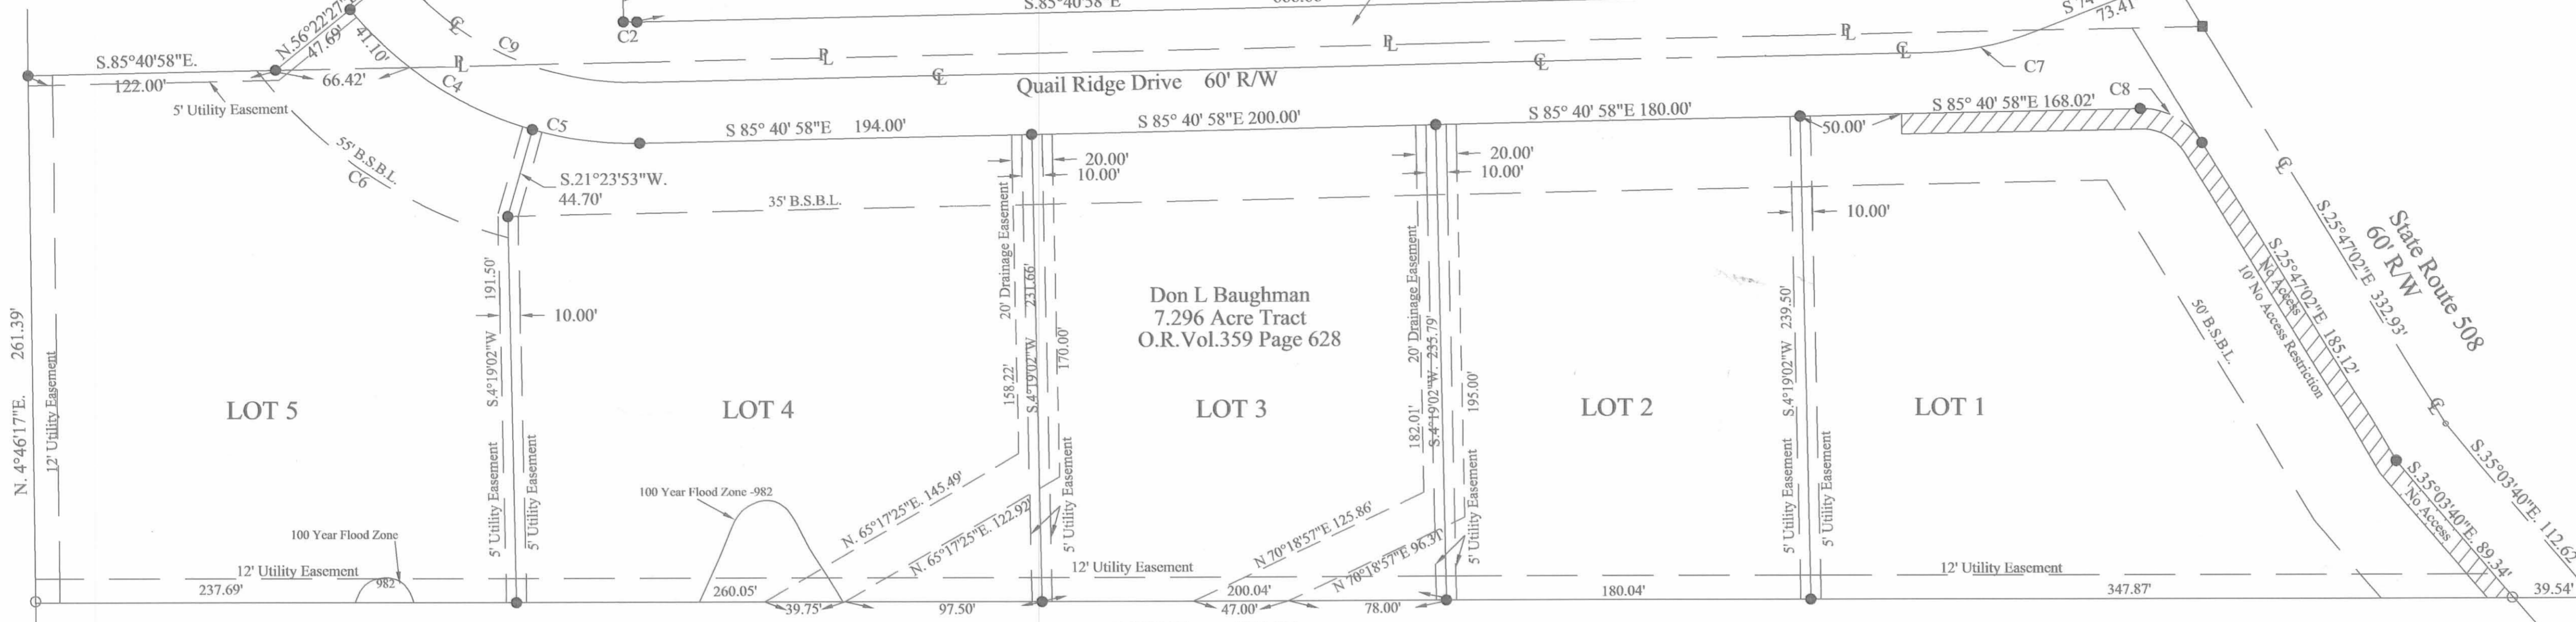 S.85°40'58"E
C2
C9
℄
N.56°22'27"
47.69'
41.10'
S.85°40'58"E.
122.00'
66.42'
5' Utility Easement
C4
C5
55' B.S.B.L.
C6
S.21°23'53"W.
44.70'
℄
Quail Ridge Drive 60' R/W
℄
℄
C7
73.41'
C8
S 85° 40' 58"E 194.00'
S 85° 40' 58"E 200.00'
S 85° 40' 58"E 180.00'
S 85° 40' 58"E 168.02'
50.00'
20.00'
10.00'
20.00'
10.00'
10.00'
35' B.S.B.L.
℄
State Route 508
60' R/W
S.25°47'02"E 332.93'
S.25°47'02"E 185.12'
No Access
10' No Access Restriction
50' B.S.B.L.
℄
S.35°03'40"E. 112.62'
S.35°03'40"E. 89.34'
No Access
39.54'
N. 4°46'17"E. 261.39'
12' Utility Easement
LOT 5
S.4°19'02"W 191.50'
10.00'
5' Utility Easement
5' Utility Easement
LOT 4
20' Drainage Easement
158.22'
S.4°19'02"W 231.66'
170.00'
5' Utility Easement
Don L Baughman
7.296 Acre Tract
O.R.Vol.359 Page 628
LOT 3
20' Drainage Easement
182.01'
S.4°19'02"W. 235.79'
195.00'
5' Utility Easement
LOT 2
S.4°19'02"W 239.50'
5' Utility Easement
5' Utility Easement
LOT 1
100 Year Flood Zone
982
100 Year Flood Zone -982
N. 65°17'25"E. 145.49'
N. 65°17'25"E. 122.92'
N 70°18'57"E 125.86'
N 70°18'57"E 96.31'
12' Utility Easement
12' Utility Easement
12' Utility Easement
237.69'
260.05'
39.75'
97.50'
200.04'
47.00'
78.00'
180.04'
347.87'